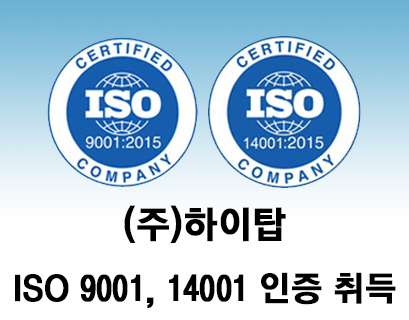 CERTIFIED
ISO
9001:2015
COMPANY
CERTIFIED
ISO
14001:2015
COMPANY
(주)하이탑
ISO 9001, 14001 인증 취득